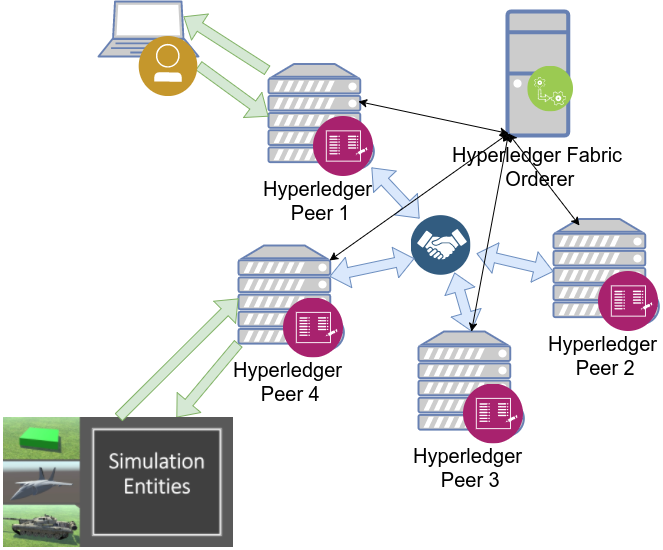 Hyperledger Fabric
Orderer
Hyperledger
Peer 1
Hyperledger
Peer 2
Hyperledger
Peer 4
Hyperledger
Peer 3
Simulation
Entities